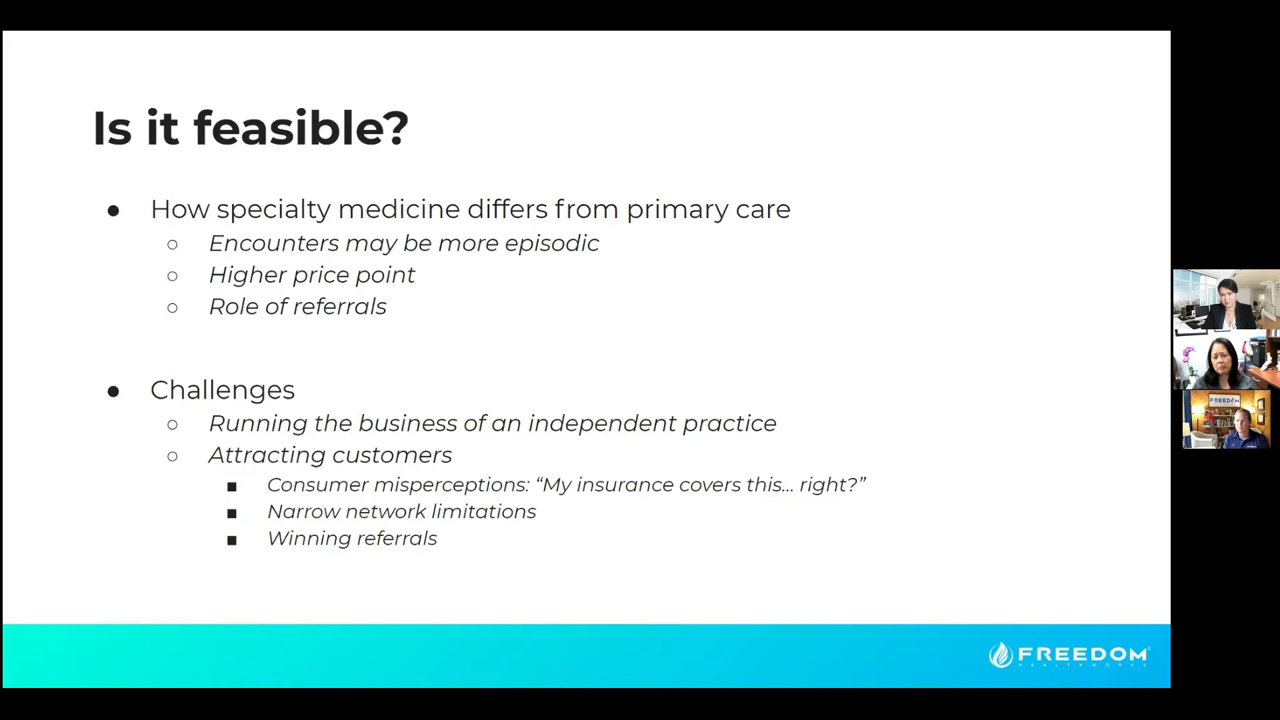 Is it feasible?
● How specialty medicine differs from primary care
○ Encounters may be more episodic
○ Higher price point
○ Role of referrals
● Challenges
○ Running the business of an independent practice
○ Attracting customers
■ Consumer misperceptions: “My insurance covers this... right?”
■ Narrow network limitations
■ Winning referrals
FREEDOM
HEALTHWORKS
FREEDOM